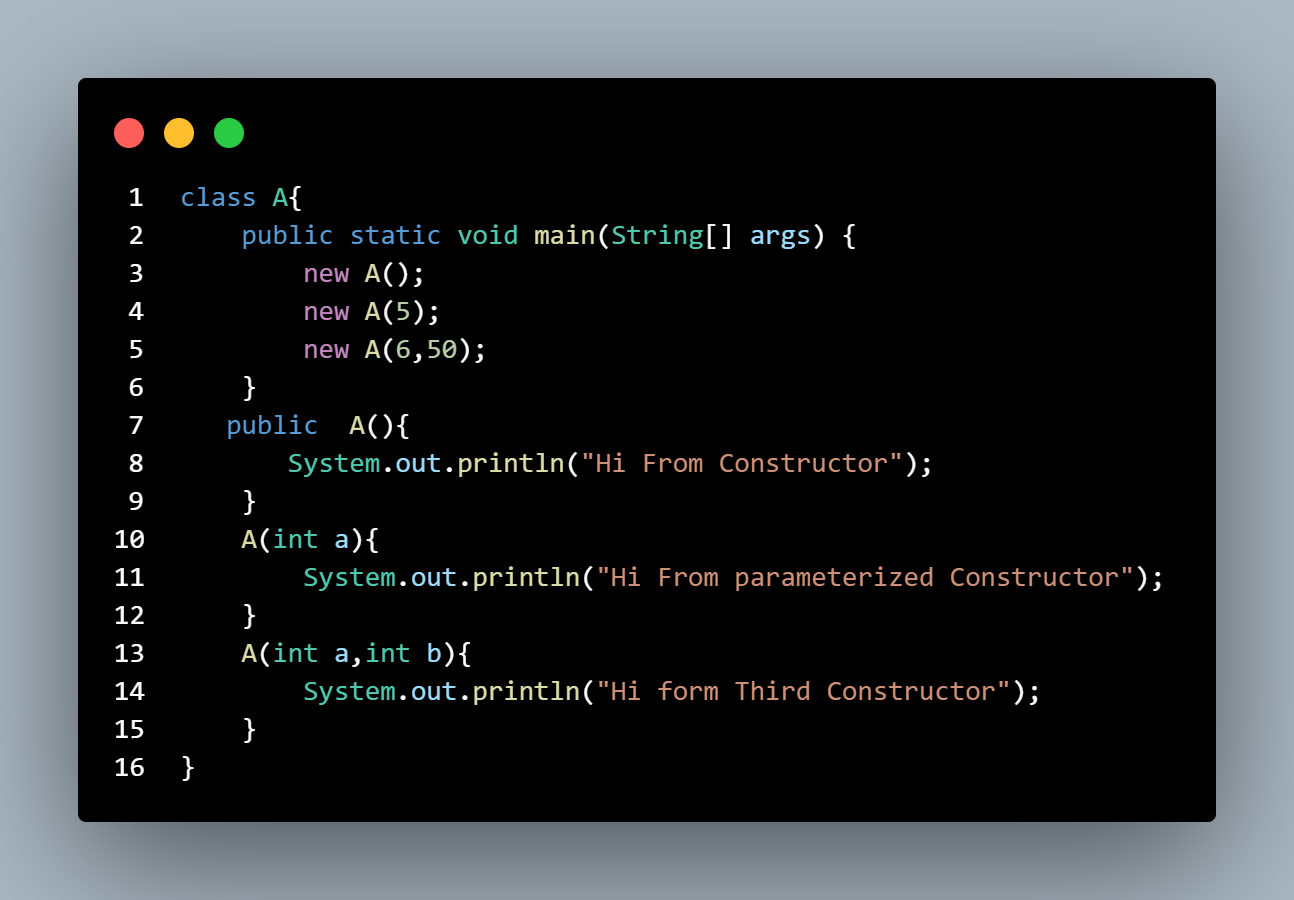 1 class A{
2     public static void main(String[] args) {
3         new A();
4         new A(5);
5         new A(6,50);
6     }
7    public  A(){
8        System.out.println("Hi From Constructor");
9     }
10     A(int a){
11         System.out.println("Hi From parameterized Constructor");
12     }
13     A(int a,int b){
14         System.out.println("Hi form Third Constructor");
15     }
16 }